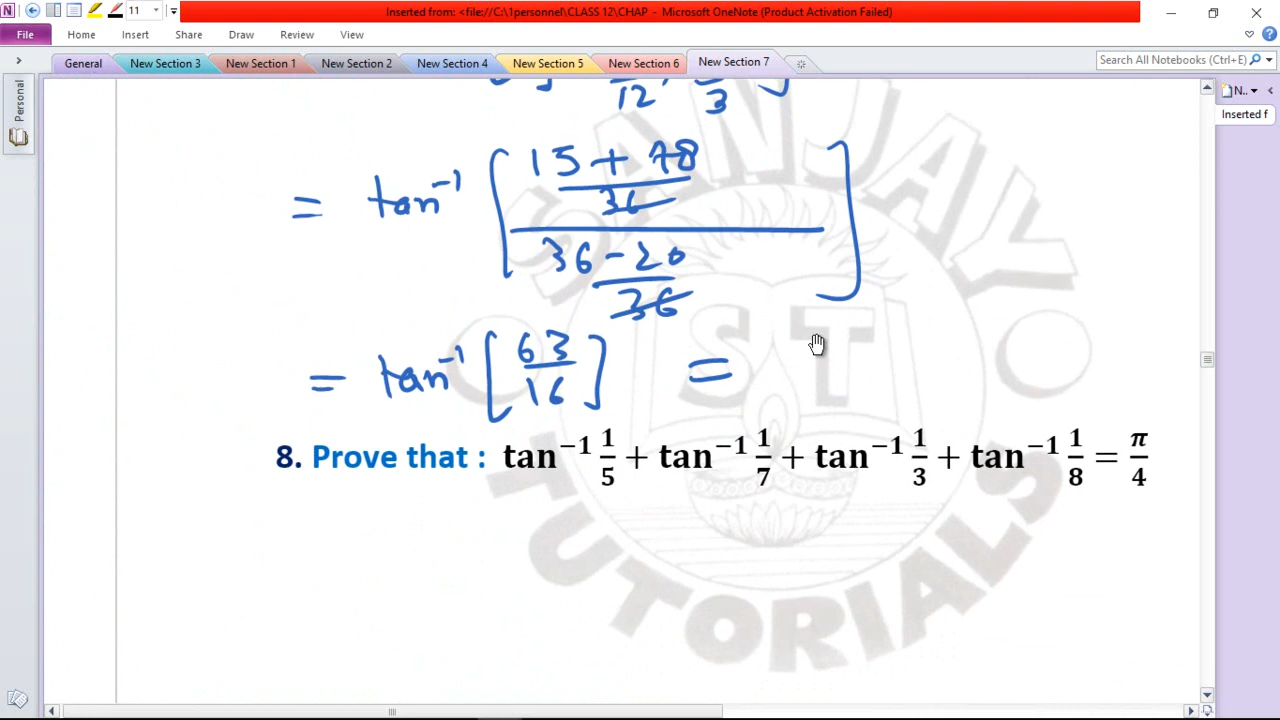 Inserted from: <file://C:\1personnel\CLASS 12\CHAP - Microsoft OneNote (Product Activation Failed)
11
File Home Insert Share Draw Review View
General New Section 3 New Section 1 New Section 2 New Section 4 New Section 5 New Section 6 New Section 7 Search All Notebooks (Ctrl+E)
Personal
N..
Inserted f
12 3
= tan⁻¹ [ (15 + 48)/36 / (36 - 20)/36 ]
= tan⁻¹ [63/16] =
8. Prove that : tan⁻¹ 1/5 + tan⁻¹ 1/7 + tan⁻¹ 1/3 + tan⁻¹ 1/8 = π/4
SANJAY
ST
TUTORIALS